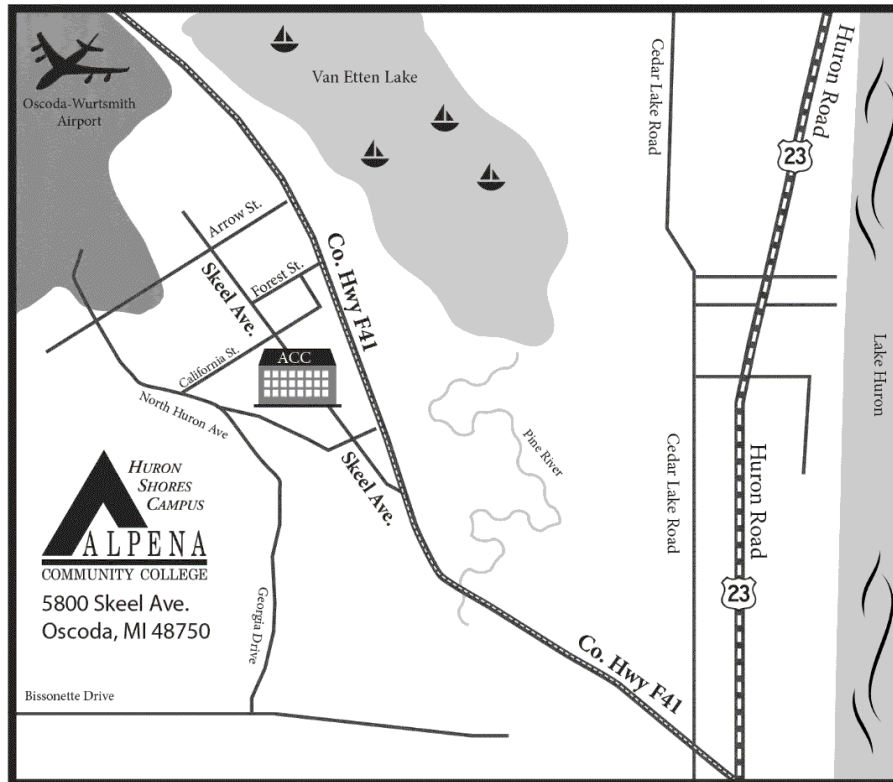 Oscoda-Wurtsmith
Airport
Van Etten Lake
Cedar Lake Road
Huron Road
23
Arrow St.
Skeel Ave.
Forest St.
Co. Hwy F41
California St.
ACC
North Huron Ave
Skeel Ave.
Pine River
Cedar Lake Road
Huron Road
23
Lake Huron
HURON
SHORES
CAMPUS
ALPENA
COMMUNITY COLLEGE
5800 Skeel Ave.
Oscoda, MI 48750
Georgia Drive
Co. Hwy F41
Bissonette Drive